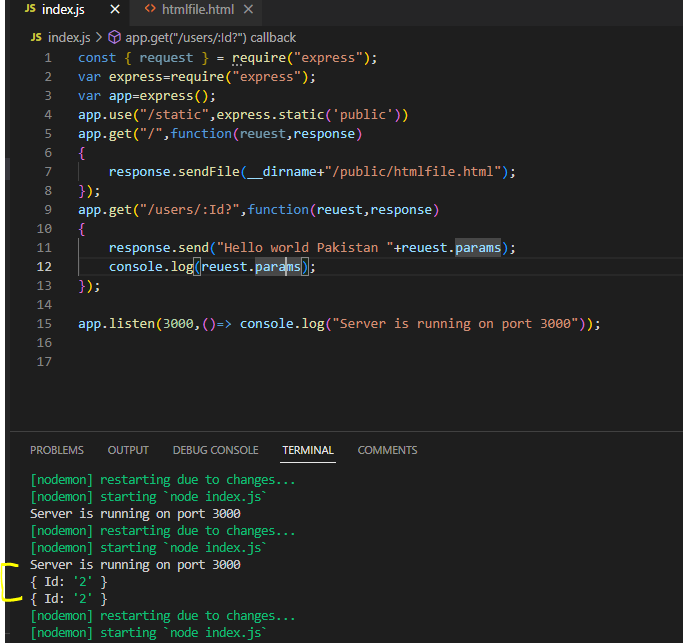 JS index.js × <> htmlfile.html ×
JS index.js > app.get("/users/:Id?") callback
1 const { request } = require("express");
2 var express=require("express");
3 var app=express();
4 app.use("/static",express.static('public'))
5 app.get("/",function(reuest,response)
6 {
7 response.sendFile(__dirname+"/public/htmlfile.html");
8 });
9 app.get("/users/:Id?",function(reuest,response)
10 {
11 response.send("Hello world Pakistan "+reuest.params);
12 console.log(reuest.params);
13 });
14
15 app.listen(3000,()=> console.log("Server is running on port 3000"));
16
17
PROBLEMS OUTPUT DEBUG CONSOLE TERMINAL COMMENTS
[nodemon] restarting due to changes...
[nodemon] starting `node index.js`
Server is running on port 3000
[nodemon] restarting due to changes...
[nodemon] starting `node index.js`
Server is running on port 3000
{ Id: '2' }
{ Id: '2' }
[nodemon] restarting due to changes...
[nodemon] starting `node index.js`